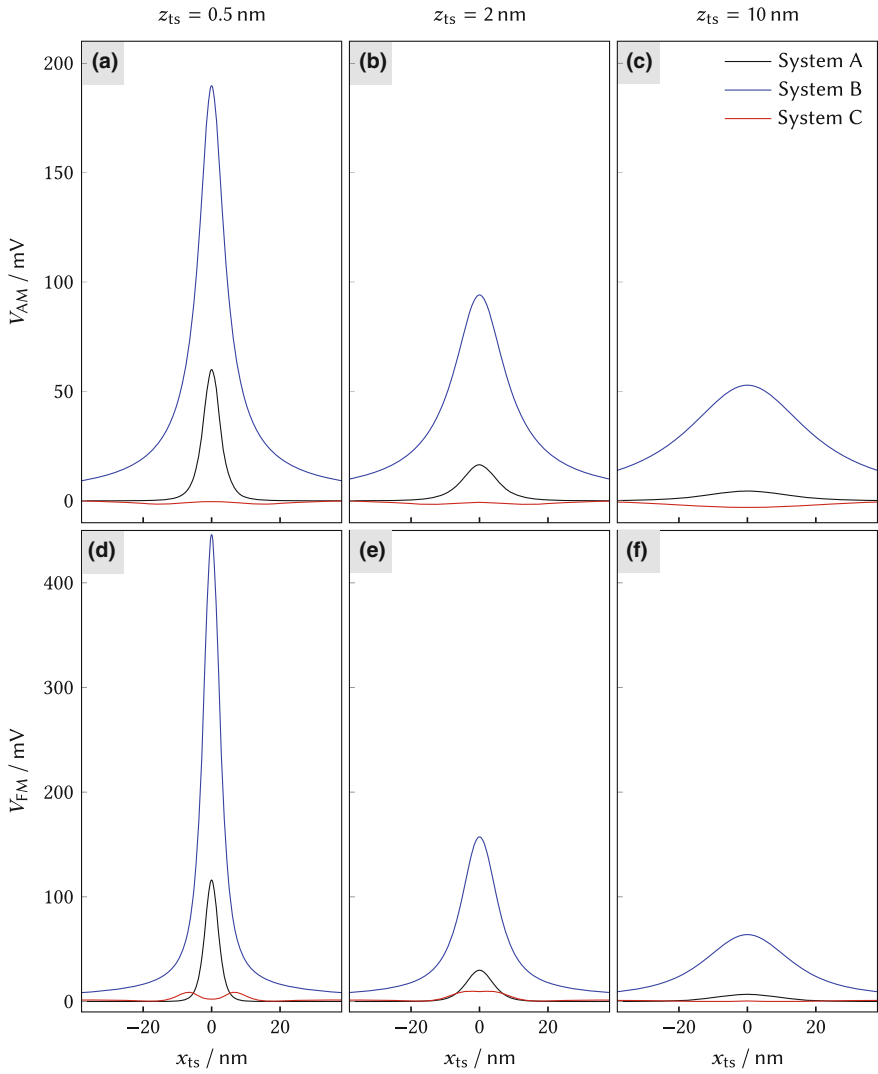 z_ts = 0.5 nm
z_ts = 2 nm
z_ts = 10 nm
(a)
(b)
(c)
System A
System B
System C
200
150
100
50
0
V_AM / mV
(d)
(e)
(f)
400
300
200
100
0
V_FM / mV
−20 0 20
−20 0 20
−20 0 20
x_ts / nm
x_ts / nm
x_ts / nm